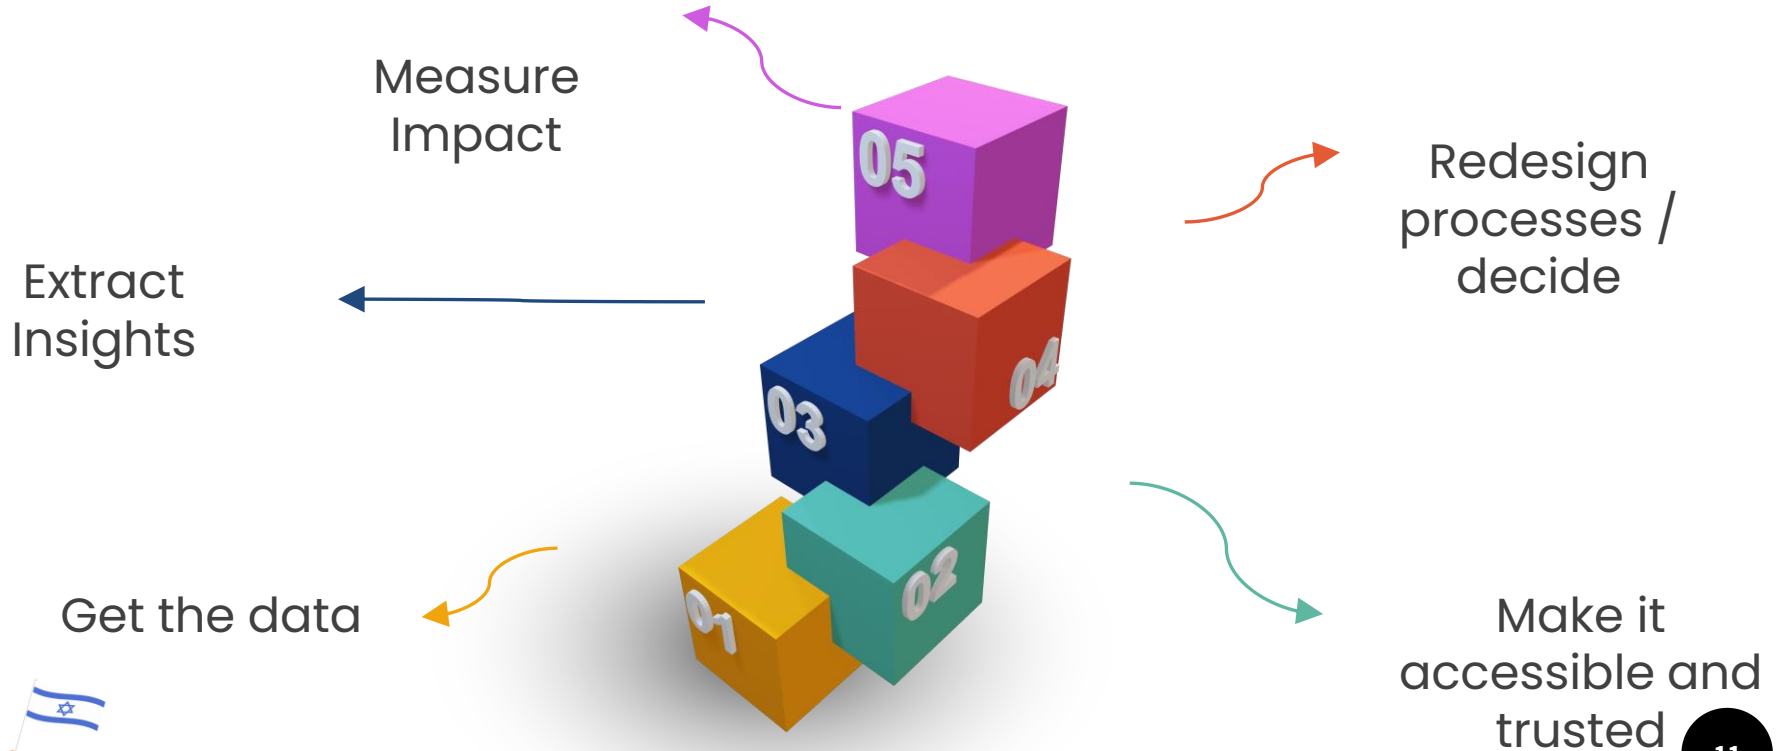 Measure
Impact
05
Redesign
processes /
decide
Extract
Insights
04
03
02
01
Get the data
Make it
accessible and
trusted
11